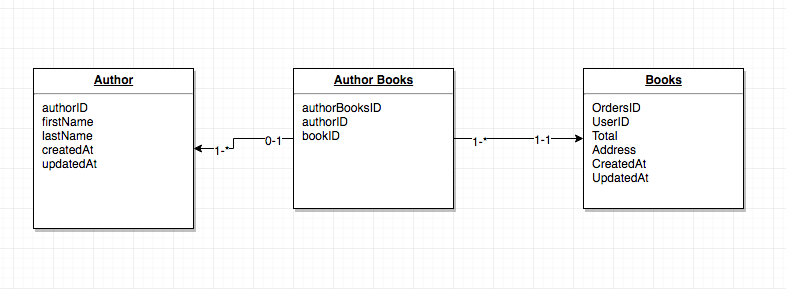 Author
authorID
firstName
lastName
createdAt
updatedAt
0-1
1-*
Author Books
authorBooksID
authorID
bookID
1-*
1-1
Books
OrdersID
UserID
Total
Address
CreatedAt
UpdatedAt